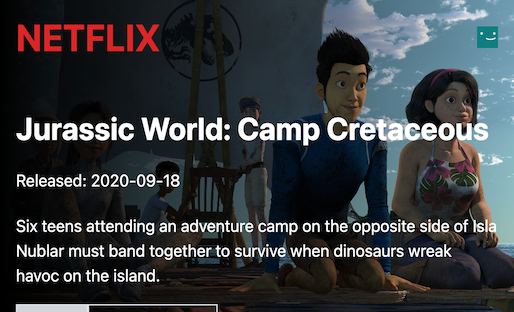 NETFLIX
Jurassic World: Camp Cretaceous
Released: 2020-09-18
Six teens attending an adventure camp on the opposite side of Isla
Nublar must band together to survive when dinosaurs wreak
havoc on the island.